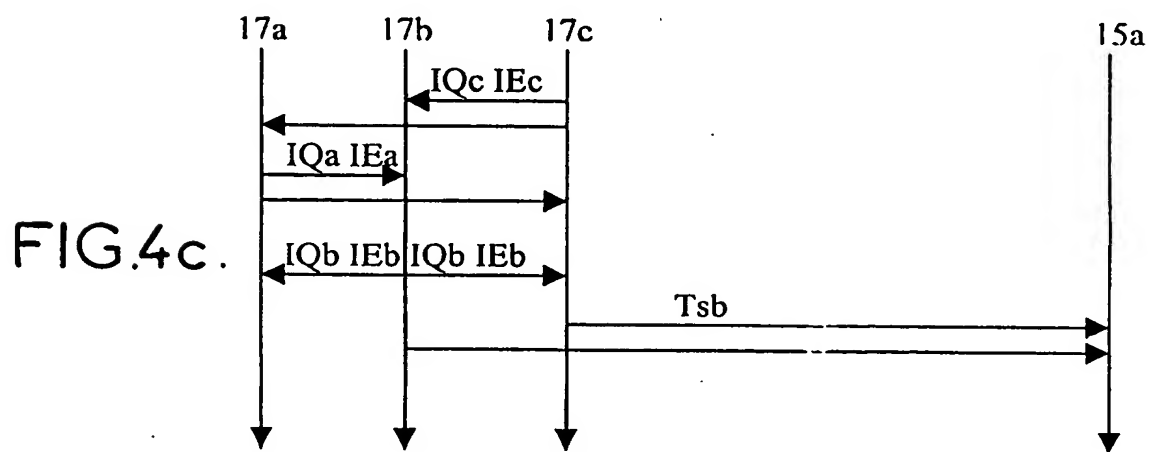 17a 17b 17c 15a
IQc IEc
IQa IEa
FIG.4c.
IQb IEb IQb IEb
Tsb